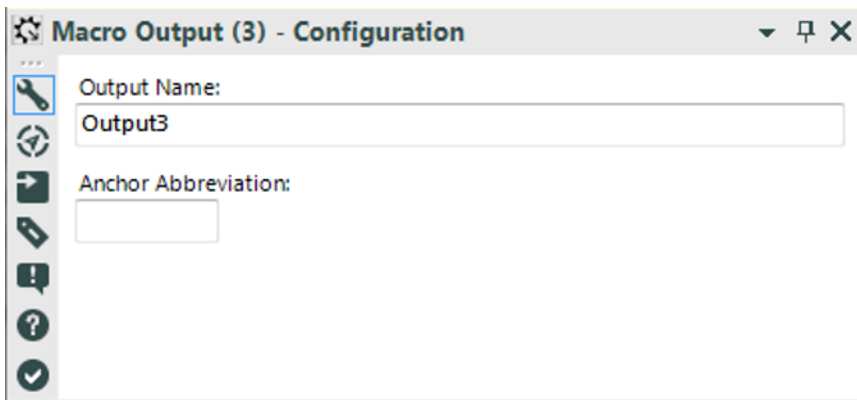 Macro Output (3) - Configuration
Output Name:
Output3
Anchor Abbreviation: